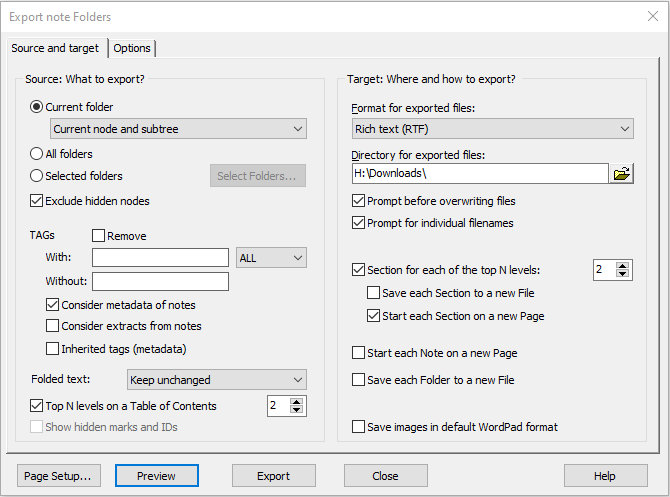 Export note Folders
Source and target
Options
Source: What to export?
Current folder
Current node and subtree
All folders
Selected folders
Select Folders...
Exclude hidden nodes
TAGs
Remove
With:
ALL
Without:
Consider metadata of notes
Consider extracts from notes
Inherited tags (metadata)
Folded text:
Keep unchanged
Top N levels on a Table of Contents
2
Show hidden marks and IDs
Target: Where and how to export?
Format for exported files:
Rich text (RTF)
Directory for exported files:
H:\Downloads\
Prompt before overwriting files
Prompt for individual filenames
Section for each of the top N levels:
2
Save each Section to a new File
Start each Section on a new Page
Start each Note on a new Page
Save each Folder to a new File
Save images in default WordPad format
Page Setup...
Preview
Export
Close
Help